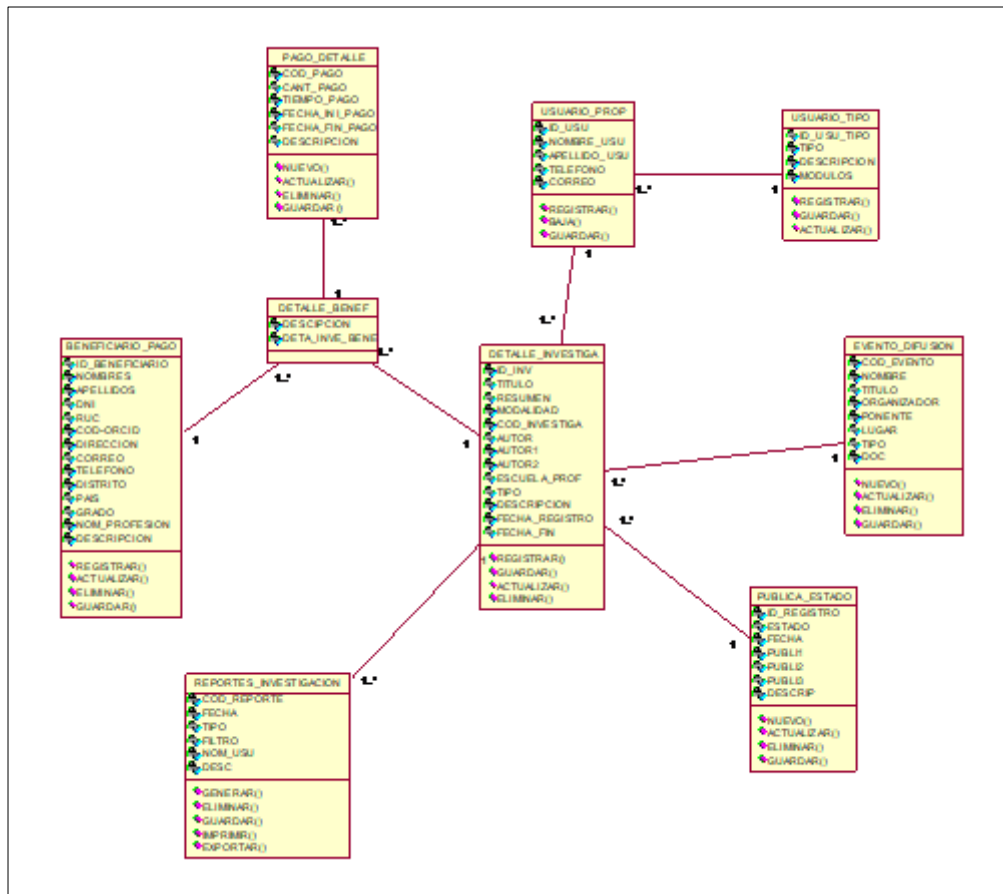 PAGO_DETALLE
COD_PAGO
CANT_PAGO
TIEMPO_PAGO
FECHA_INI_PAGO
FECHA_FIN_PAGO
DESCRIPCION
NUEVO()
ACTUALIZAR()
ELIMINAR()
GUARDAR()
1..*
1
USUARIO_PROP
ID_USU
NOMBRE_USU
APELLIDO_USU
TELEFONO
CORREO
REGISTRAR()
BAJA()
GUARDAR()
1..*
1
USUARIO_TIPO
ID_USU_TIPO
TIPO
DESCRIPCION
MODULOS
REGISTRAR()
GUARDAR()
ACTUALIZAR()
1
1..*
DETALLE_BENEF
DESCIPCION
DETA_INVE_BENE
1..*
1..*
1
1
BENEFICIARIO_PAGO
ID_BENEFICIARIO
NOMBRES
APELLIDOS
DNI
RUC
COD-ORCID
DIRECCION
CORREO
TELEFONO
DISTRITO
PAIS
GRADO
NOM_PROFESION
DESCRIPCION
REGISTRAR()
ACTUALIZAR()
ELIMINAR()
GUARDAR()
DETALLE_INVESTIGA
ID_INV
TITULO
RESUMEN
MODALIDAD
COD_INVESTIGA
AUTOR
AUTOR1
AUTOR2
ESCUELA_PROF
TIPO
DESCRIPCION
FECHA_REGISTRO
FECHA_FIN
REGISTRAR()
GUARDAR()
ACTUALIZAR()
ELIMINAR()
1..*
1
1..*
1
1
1..*
EVENTO_DIFUSION
COD_EVENTO
NOMBRE
TITULO
ORGANIZADOR
PONENTE
LUGAR
TIPO
DOC
NUEVO()
ACTUALIZAR()
ELIMINAR()
GUARDAR()
PUBLICA_ESTADO
ID_REGISTRO
ESTADO
FECHA
PUBLI1
PUBLI2
PUBLI3
DESCRIP
NUEVO()
ACTUALIZAR()
ELIMINAR()
GUARDAR()
REPORTES_INVESTIGACION
COD_REPORTE
FECHA
TIPO
FILTRO
NOM_USU
DESC
GENERAR()
ELIMINAR()
GUARDAR()
IMPRIMIR()
EXPORTAR()